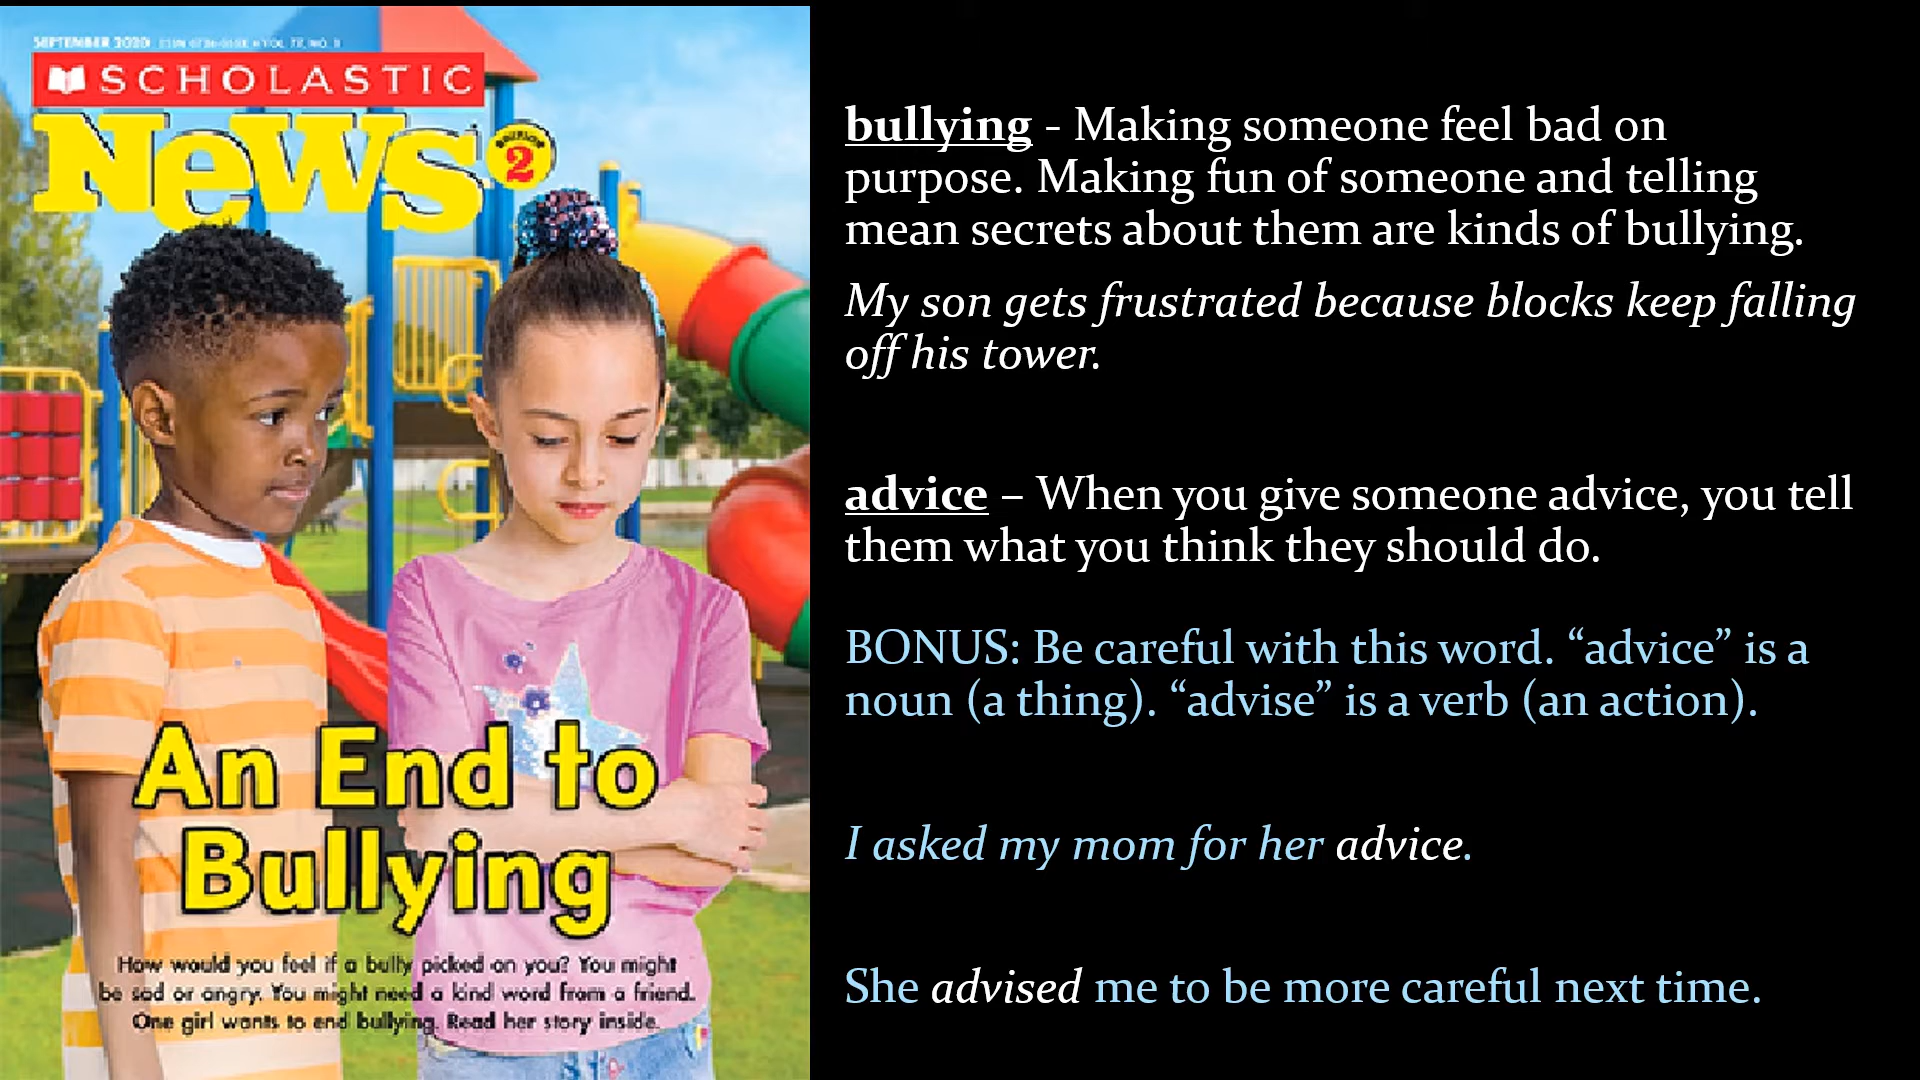 SEPTEMBER 2020
SCHOLASTIC
News
EDITION
2
An End to
Bullying
How would you feel if a bully picked on you? You might
be sad or angry. You might need a kind word from a friend.
One girl wants to end bullying. Read her story inside.
bullying - Making someone feel bad on
purpose. Making fun of someone and telling
mean secrets about them are kinds of bullying.
My son gets frustrated because blocks keep falling
off his tower.
advice – When you give someone advice, you tell
them what you think they should do.
BONUS: Be careful with this word. “advice” is a
noun (a thing). “advise” is a verb (an action).
I asked my mom for her advice.
She advised me to be more careful next time.